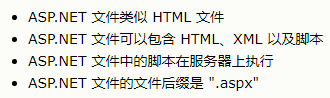 • ASP.NET 文件类似 HTML 文件
• ASP.NET 文件可以包含 HTML、XML 以及脚本
• ASP.NET 文件中的脚本在服务器上执行
• ASP.NET 文件的文件后缀是 ".aspx"